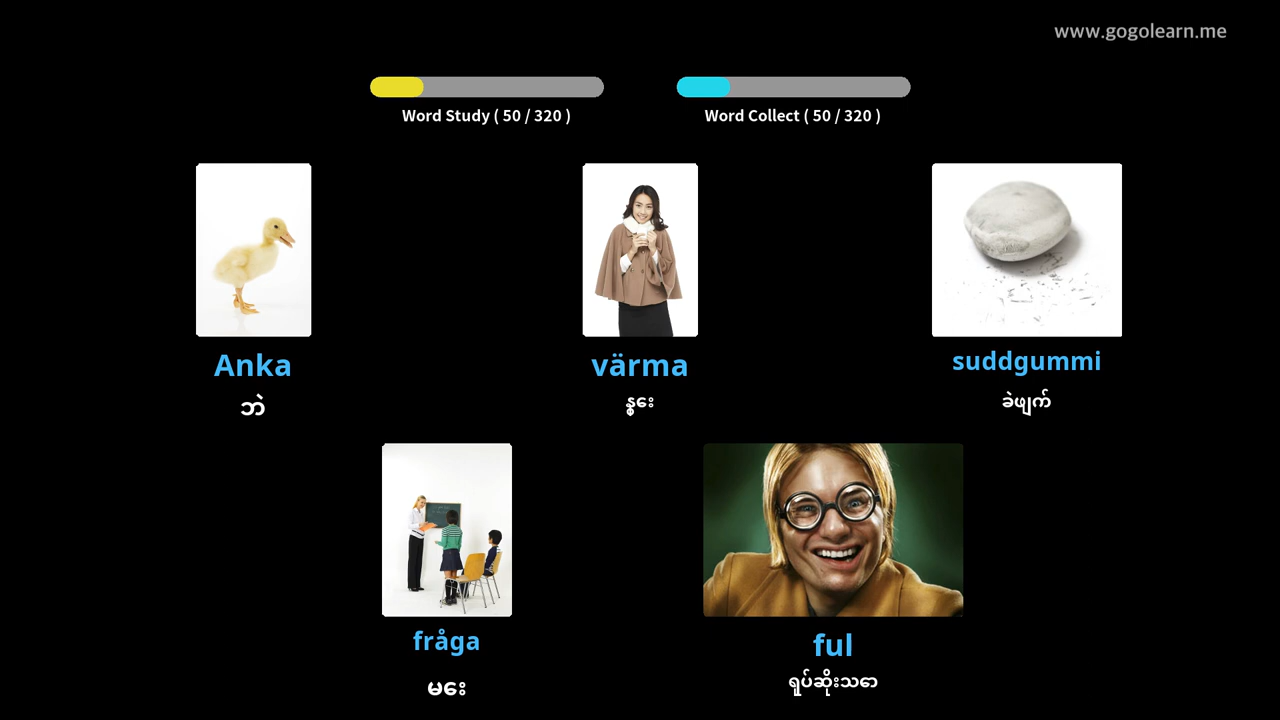 www.gogolearn.me
Word Study ( 50 / 320 )
Word Collect ( 50 / 320 )
Anka
värma
suddgummi
ဘဲ
နွေး
ခဲဖျက်
fråga
ful
မေး
ရုပ်ဆိုးသော